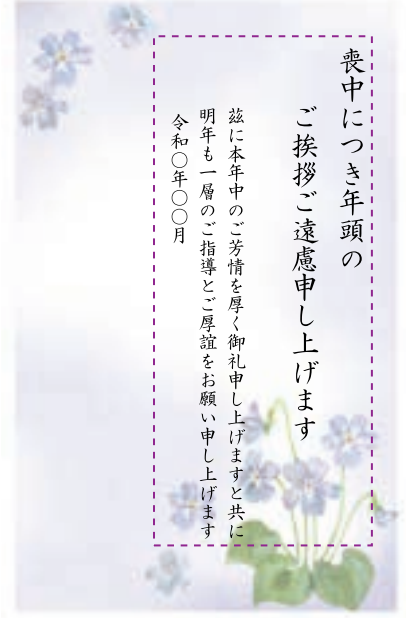 喪中につき年頭の
ご挨拶ご遠慮申し上げます
茲に本年中のご芳情を厚く御礼申し上げますと共に
明年も一層のご指導とご厚誼をお願い申し上げます
令和〇年〇〇月